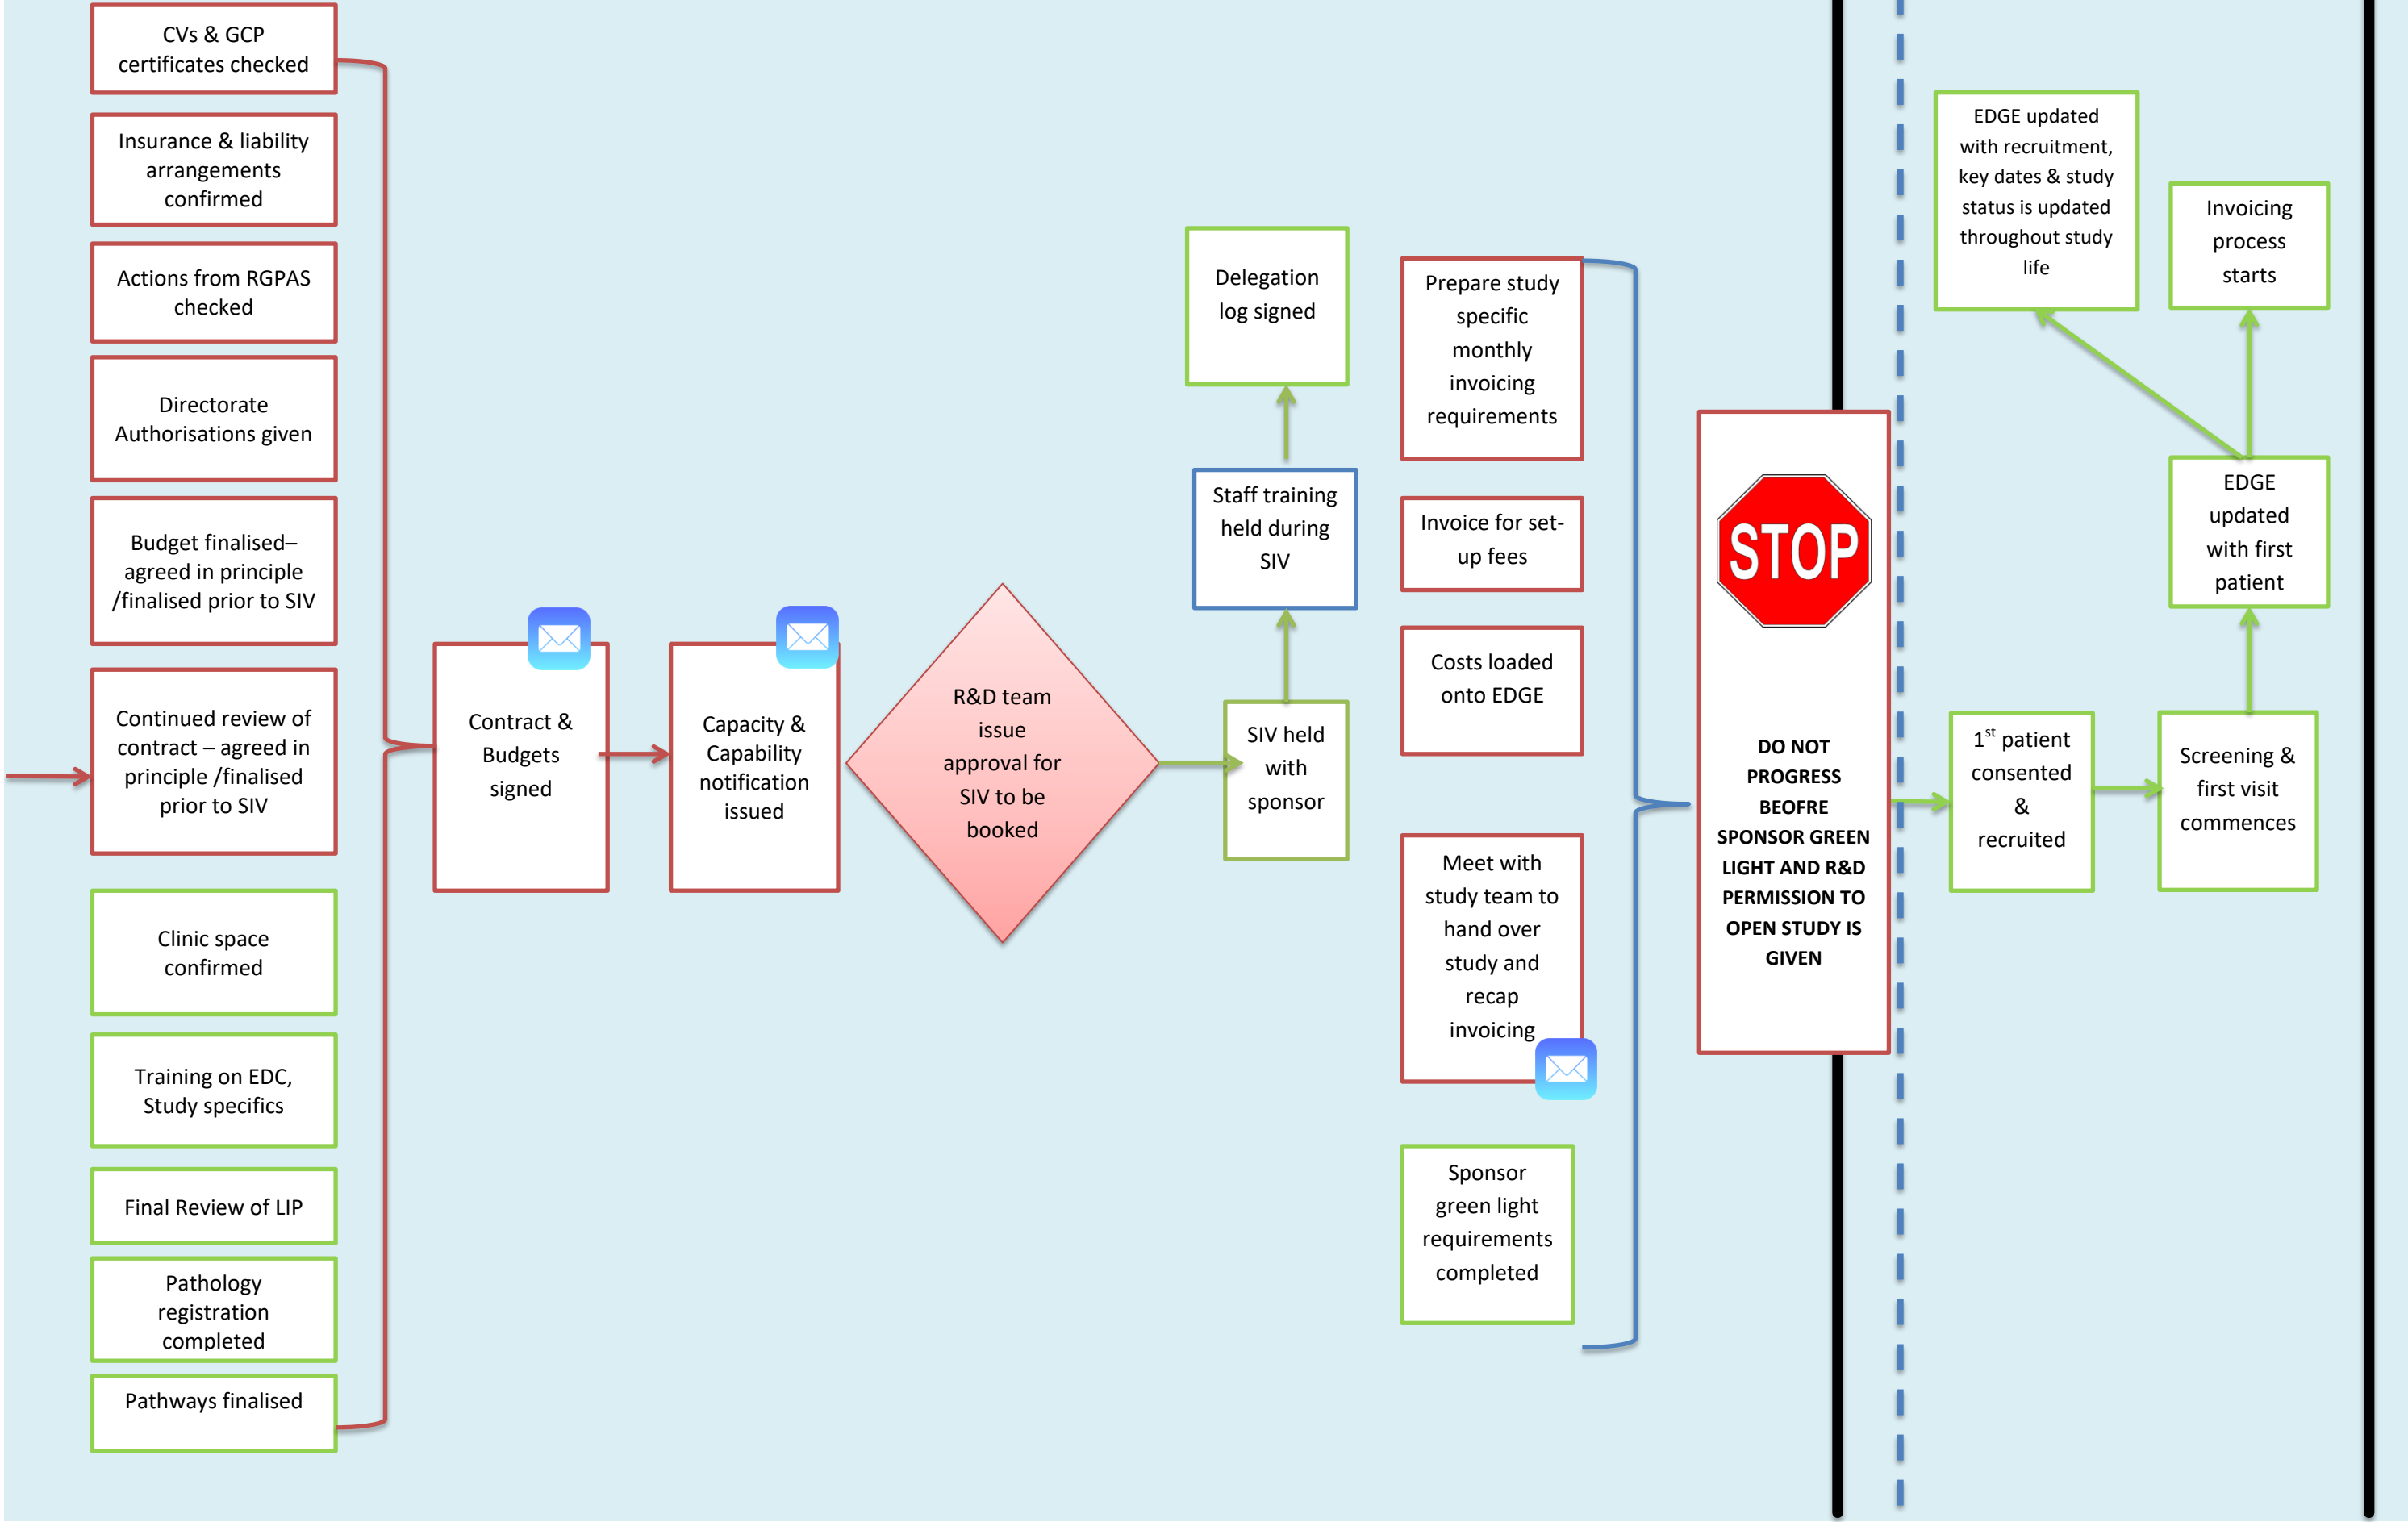 CVs & GCP
certificates checked
Insurance & liability
arrangements
confirmed
Actions from RGPAS
checked
Directorate
Authorisations given
Budget finalised–
agreed in principle
/finalised prior to SIV
Continued review of
contract – agreed in
principle /finalised
prior to SIV
Clinic space
confirmed
Training on EDC,
Study specifics
Final Review of LIP
Pathology
registration
completed
Pathways finalised
Contract &
Budgets
signed
Capacity &
Capability
notification
issued
R&D team
issue
approval for
SIV to be
booked
Delegation
log signed
Staff training
held during
SIV
SIV held
with
sponsor
Prepare study
specific
monthly
invoicing
requirements
Invoice for set-
up fees
Costs loaded
onto EDGE
Meet with
study team to
hand over
study and
recap
invoicing
Sponsor
green light
requirements
completed
STOP
DO NOT
PROGRESS
BEOFRE
SPONSOR GREEN
LIGHT AND R&D
PERMISSION TO
OPEN STUDY IS
GIVEN
1st patient
consented
&
recruited
Screening &
first visit
commences
EDGE
updated
with first
patient
EDGE updated
with recruitment,
key dates & study
status is updated
throughout study
life
Invoicing
process
starts